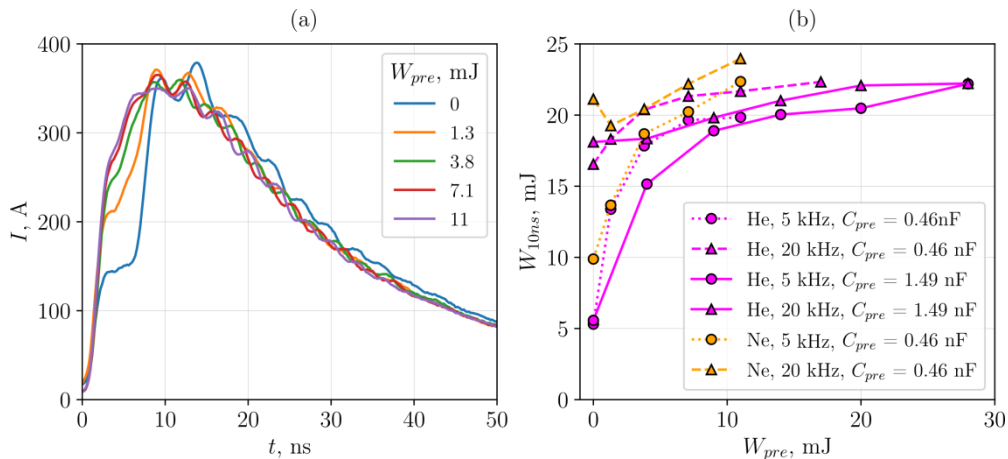 (a)
400
300
200
100
0
I, A
0 10 20 30 40 50
t, ns
W_pre, mJ
0
1.3
3.8
7.1
11
(b)
25
20
15
10
5
0
W_10ns, mJ
0 10 20 30
W_pre, mJ
He, 5 kHz, C_pre = 0.46nF
He, 20 kHz, C_pre = 0.46 nF
He, 5 kHz, C_pre = 1.49 nF
He, 20 kHz, C_pre = 1.49 nF
Ne, 5 kHz, C_pre = 0.46 nF
Ne, 20 kHz, C_pre = 0.46 nF